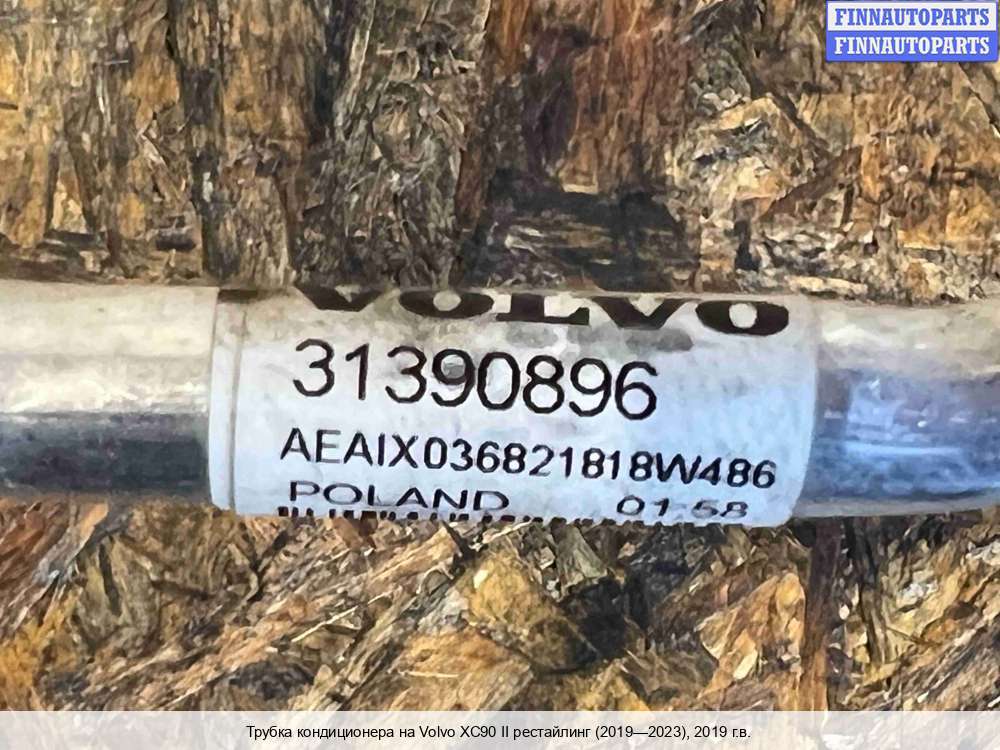 FINNAUTOPARTS
FINNAUTOPARTS
VOLVO
31390896
AEAIX036821818W486
POLAND 01:58
Трубка кондиционера на Volvo XC90 II рестайлинг (2019—2023), 2019 г.в.